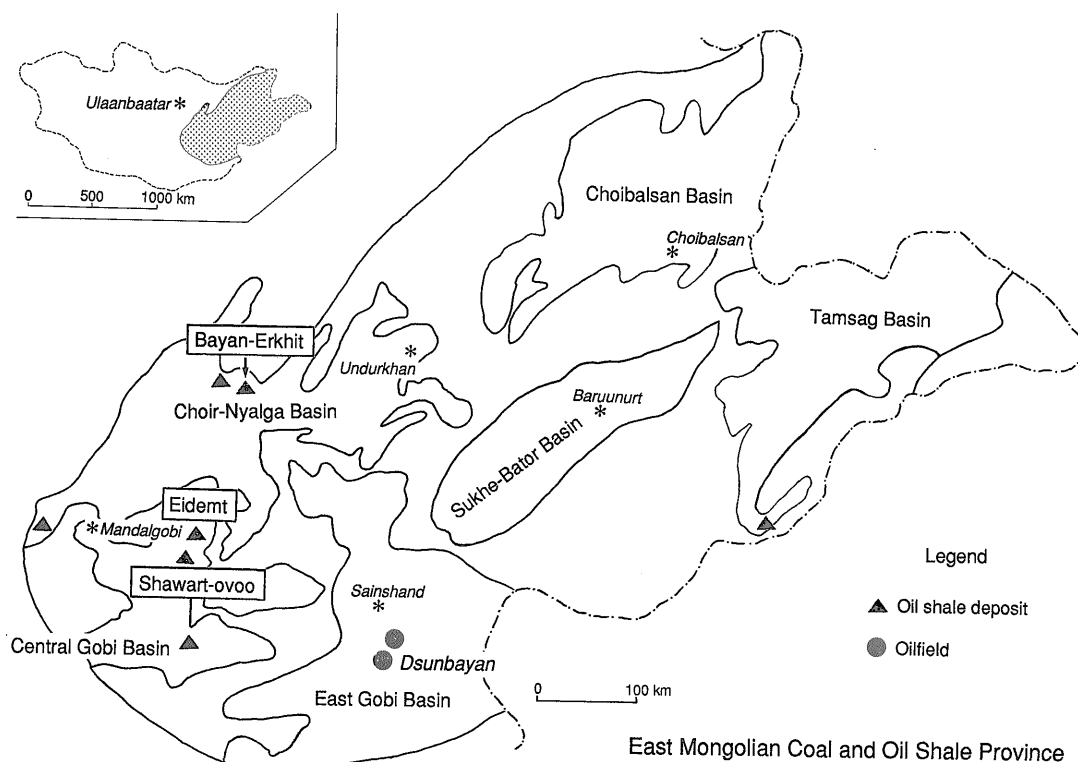 Ulaanbaatar
0 500 1000 km
Choibalsan Basin
Choibalsan
Tamsag Basin
Bayan-Erkhit
Undurkhan
Choir-Nyalga Basin
Baruunurt
Sukhe-Bator Basin
Eidemt
Mandalgobi
Shawart-ovoo
Sainshand
Central Gobi Basin
Dsunbayan
East Gobi Basin
0 100 km
Legend
Oil shale deposit
Oilfield
East Mongolian Coal and Oil Shale Province